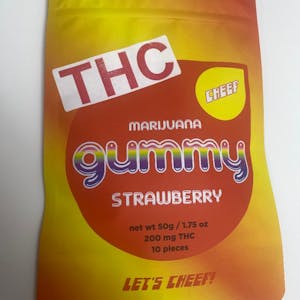 THC
CHEEF
MARIJUANA
gummy
STRAWBERRY
net wt 50g / 1.75 oz
200 mg THC
10 pieces
LET'S CHEEF!